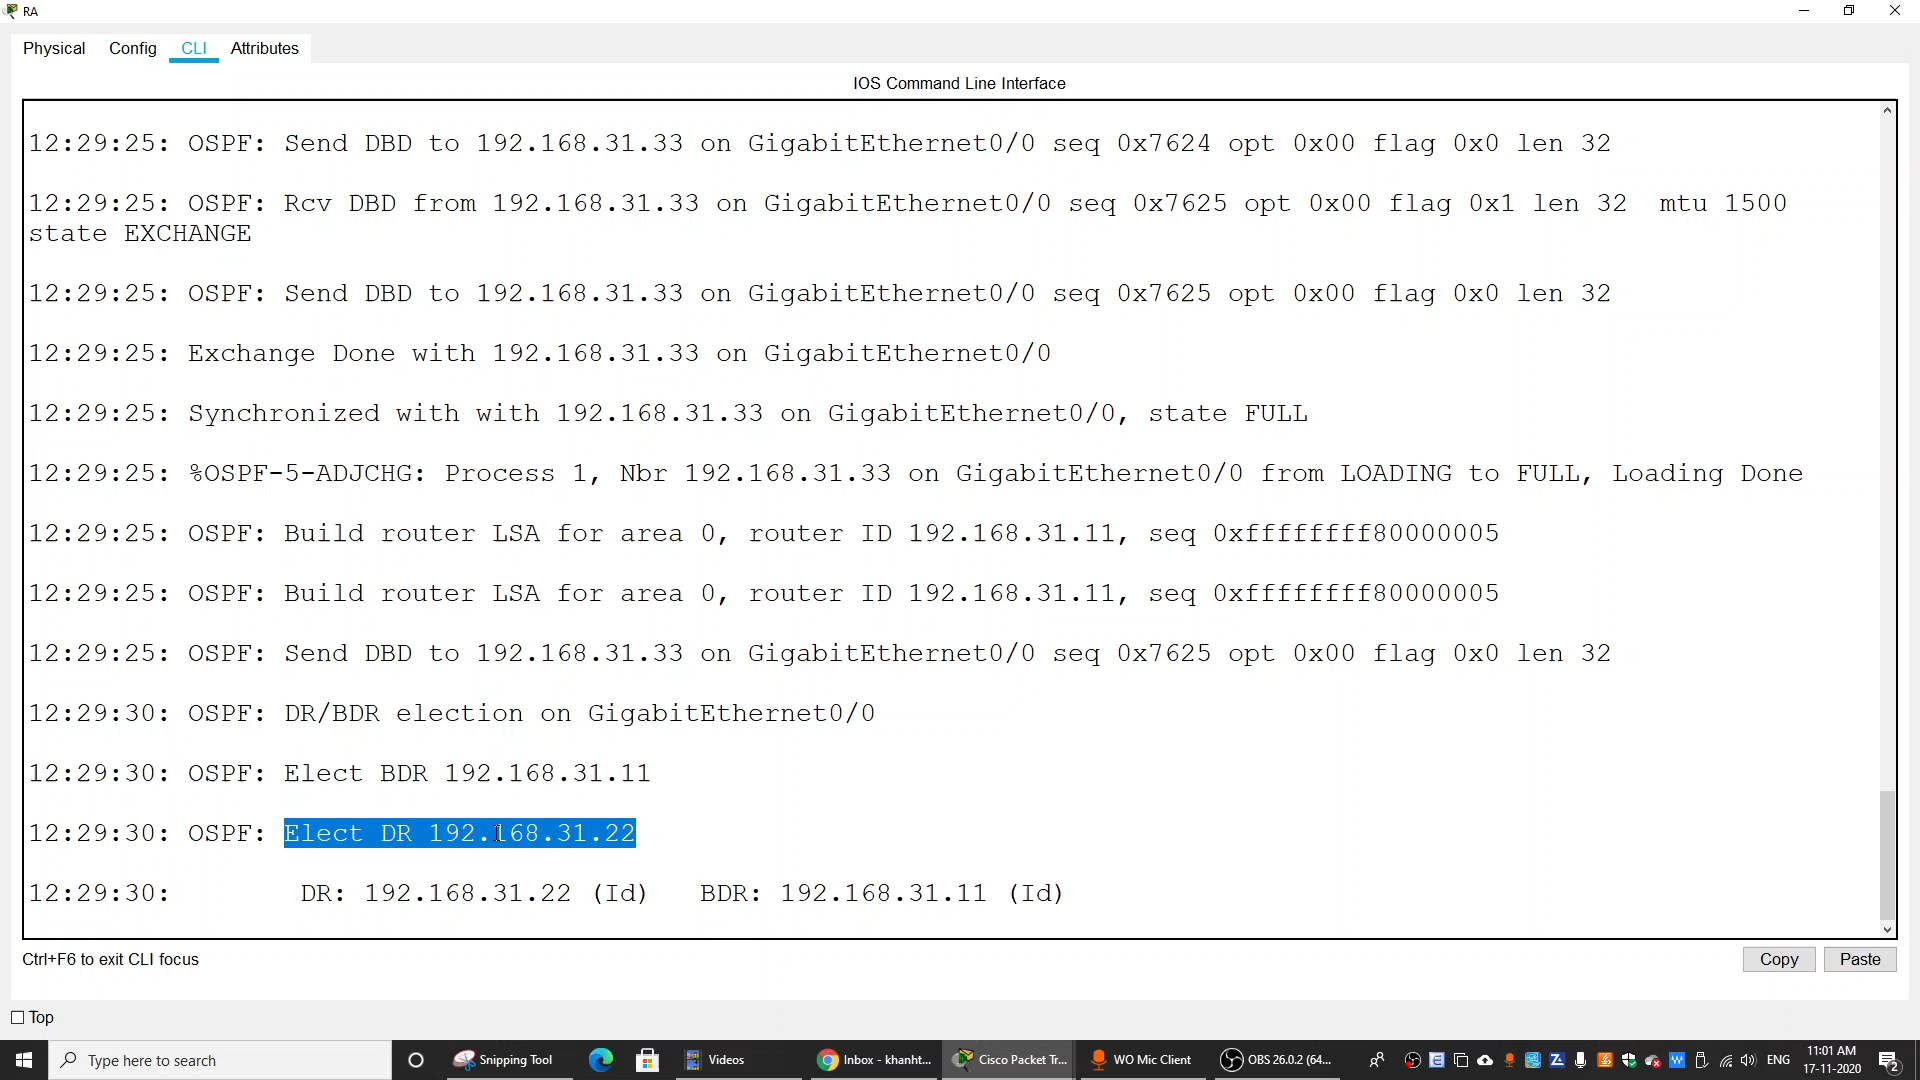 RA
Physical Config CLI Attributes
IOS Command Line Interface
12:29:25: OSPF: Send DBD to 192.168.31.33 on GigabitEthernet0/0 seq 0x7624 opt 0x00 flag 0x0 len 32
12:29:25: OSPF: Rcv DBD from 192.168.31.33 on GigabitEthernet0/0 seq 0x7625 opt 0x00 flag 0x1 len 32  mtu 1500
state EXCHANGE
12:29:25: OSPF: Send DBD to 192.168.31.33 on GigabitEthernet0/0 seq 0x7625 opt 0x00 flag 0x0 len 32
12:29:25: Exchange Done with 192.168.31.33 on GigabitEthernet0/0
12:29:25: Synchronized with with 192.168.31.33 on GigabitEthernet0/0, state FULL
12:29:25: %OSPF-5-ADJCHG: Process 1, Nbr 192.168.31.33 on GigabitEthernet0/0 from LOADING to FULL, Loading Done
12:29:25: OSPF: Build router LSA for area 0, router ID 192.168.31.11, seq 0xffffffff80000005
12:29:25: OSPF: Build router LSA for area 0, router ID 192.168.31.11, seq 0xffffffff80000005
12:29:25: OSPF: Send DBD to 192.168.31.33 on GigabitEthernet0/0 seq 0x7625 opt 0x00 flag 0x0 len 32
12:29:30: OSPF: DR/BDR election on GigabitEthernet0/0
12:29:30: OSPF: Elect BDR 192.168.31.11
12:29:30: OSPF: Elect DR 192.168.31.22
12:29:30:        DR: 192.168.31.22 (Id)   BDR: 192.168.31.11 (Id)
Ctrl+F6 to exit CLI focus
Copy Paste
Top
Type here to search Snipping Tool Videos Inbox - khanht... Cisco Packet Tr... WO Mic Client OBS 26.0.2 (64... ENG 11:01 AM
17-11-2020 2